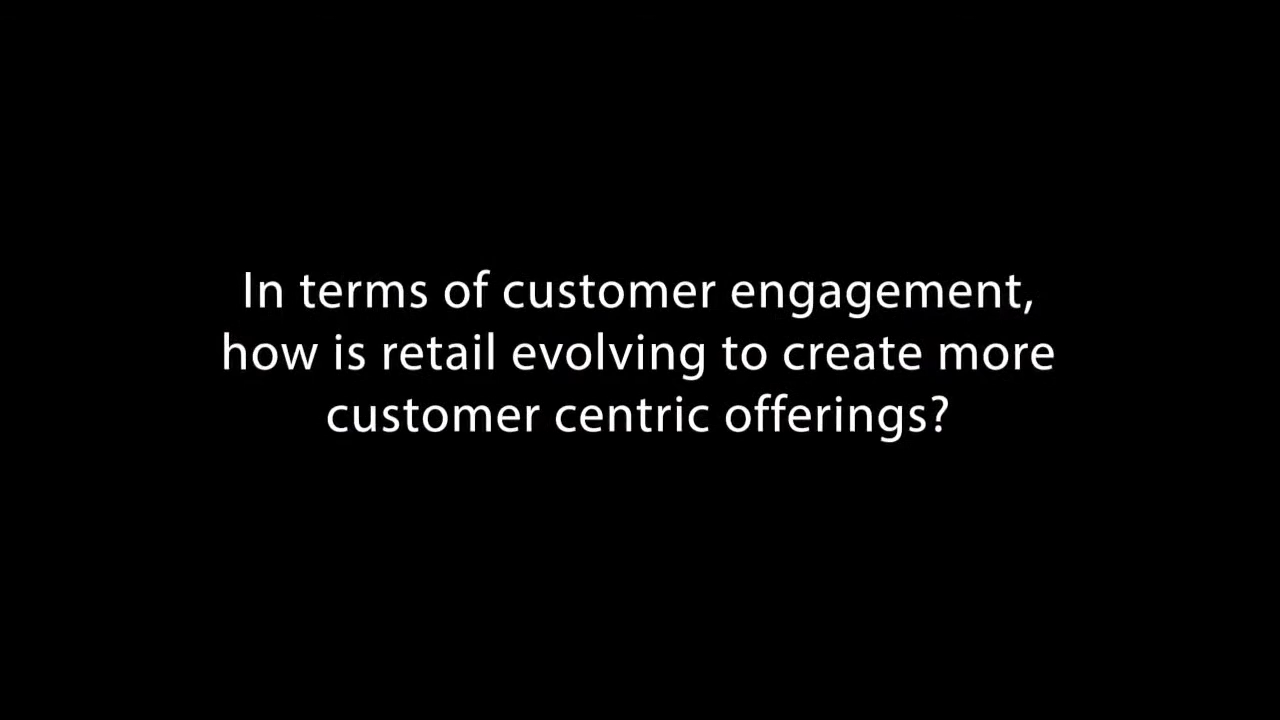 In terms of customer engagement,
how is retail evolving to create more
customer centric offerings?